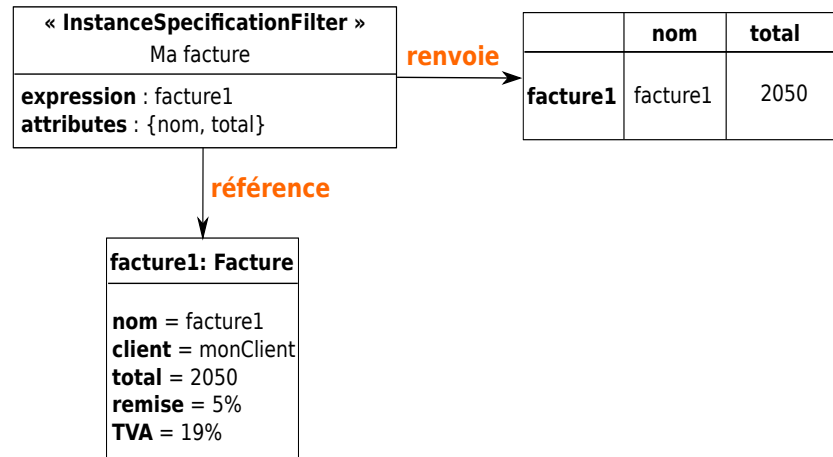 « InstanceSpecificationFilter »
Ma facture
expression : facture1
attributes : {nom, total}
renvoie
nom total
facture1 facture1 2050
référence
facture1: Facture
nom = facture1
client = monClient
total = 2050
remise = 5%
TVA = 19%